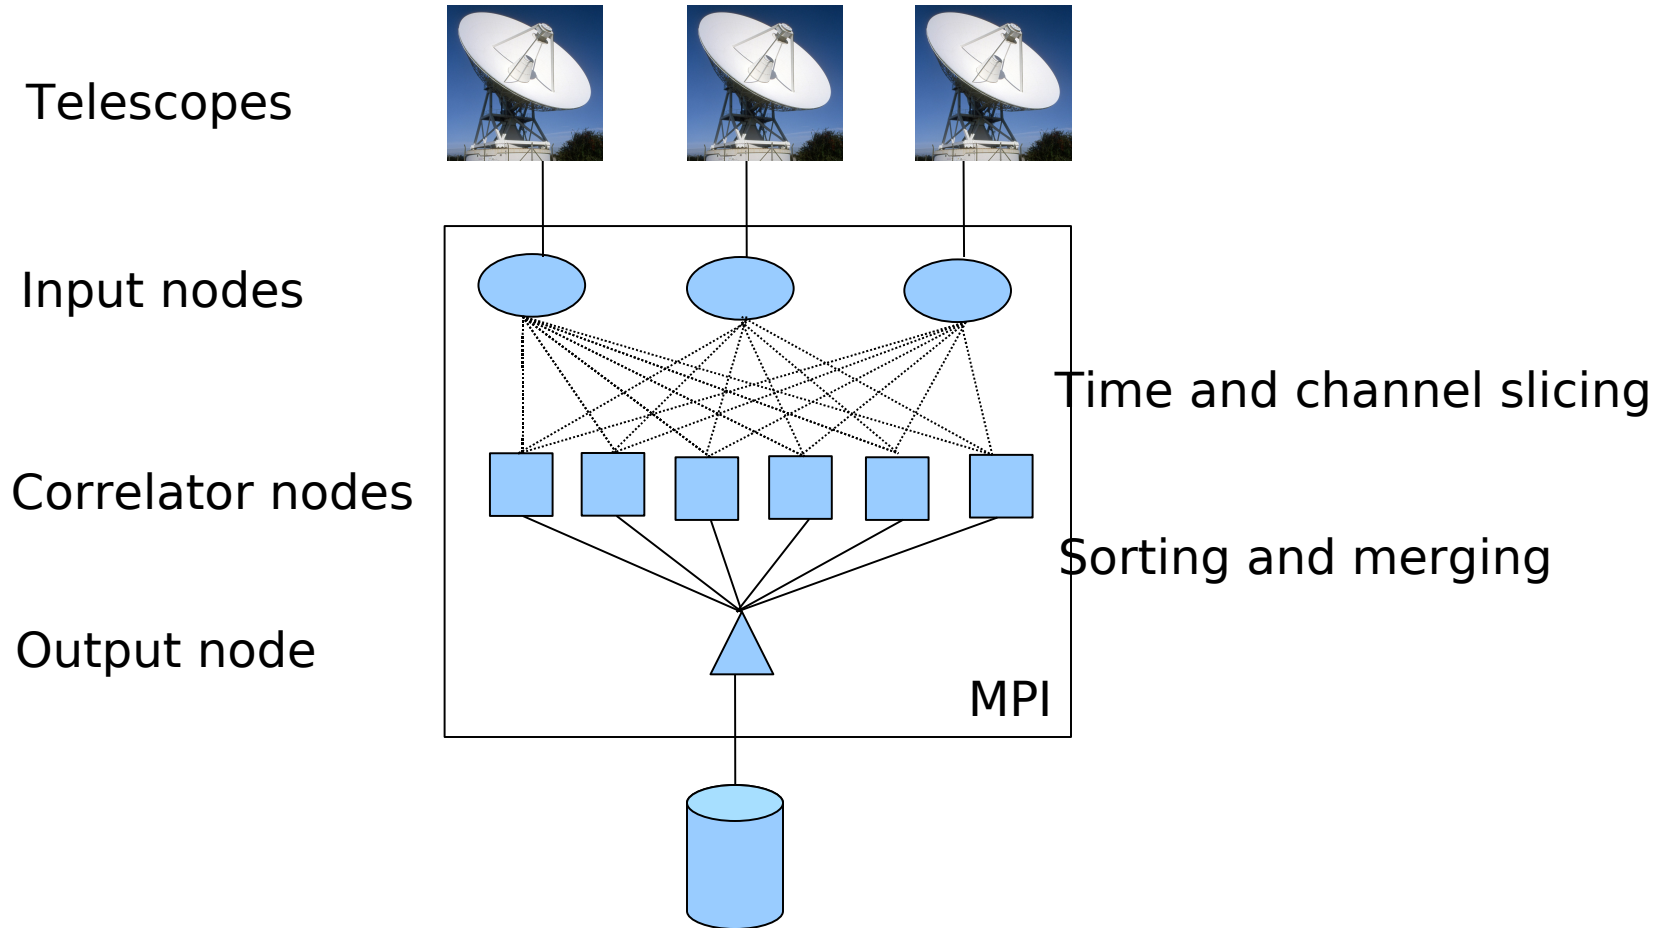 Telescopes
Input nodes
Time and channel slicing
Correlator nodes
Sorting and merging
Output node
MPI